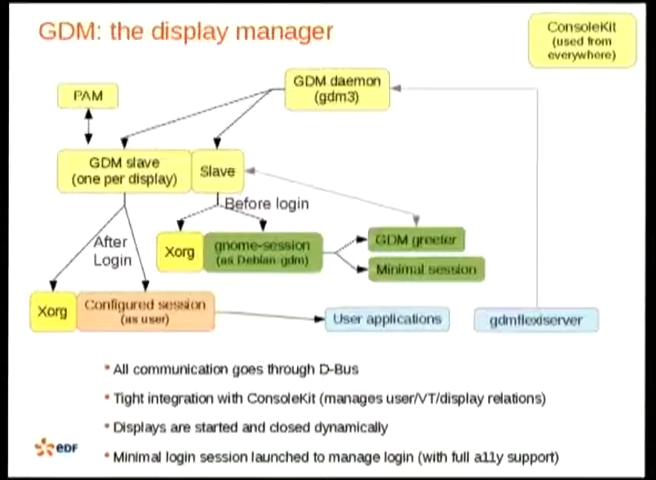 GDM: the display manager
ConsoleKit
(used from
everywhere)
GDM daemon
(gdm3)
PAM
GDM slave
(one per display)
Slave
Before login
After
Login
Xorg
gnome-session
(as Debian-gdm)
GDM greeter
Minimal session
Xorg
Configured session
(as user)
User applications
gdmflexiserver
• All communication goes through D-Bus
• Tight integration with ConsoleKit (manages user/VT/display relations)
• Displays are started and closed dynamically
• Minimal login session launched to manage login (with full a11y support)
eDF